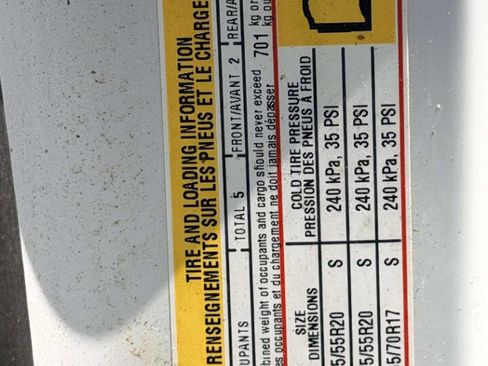 TIRE AND LOADING INFORMATION
RENSEIGNEMENTS SUR LES PNEUS ET LE CHARGE
UPANTS TOTAL 5 FRONT/AVANT 2 REAR/A
bined weight of occupants and cargo should never exceed 701 kg or
es occupants et du chargement ne doit jamais dépasser kg ou
SIZE COLD TIRE PRESSURE
DIMENSIONS PRESSION DES PNEUS À FROID
5/55R20 S 240 kPa, 35 PSI
5/55R20 S 240 kPa, 35 PSI
5/70R17 S 240 kPa, 35 PSI